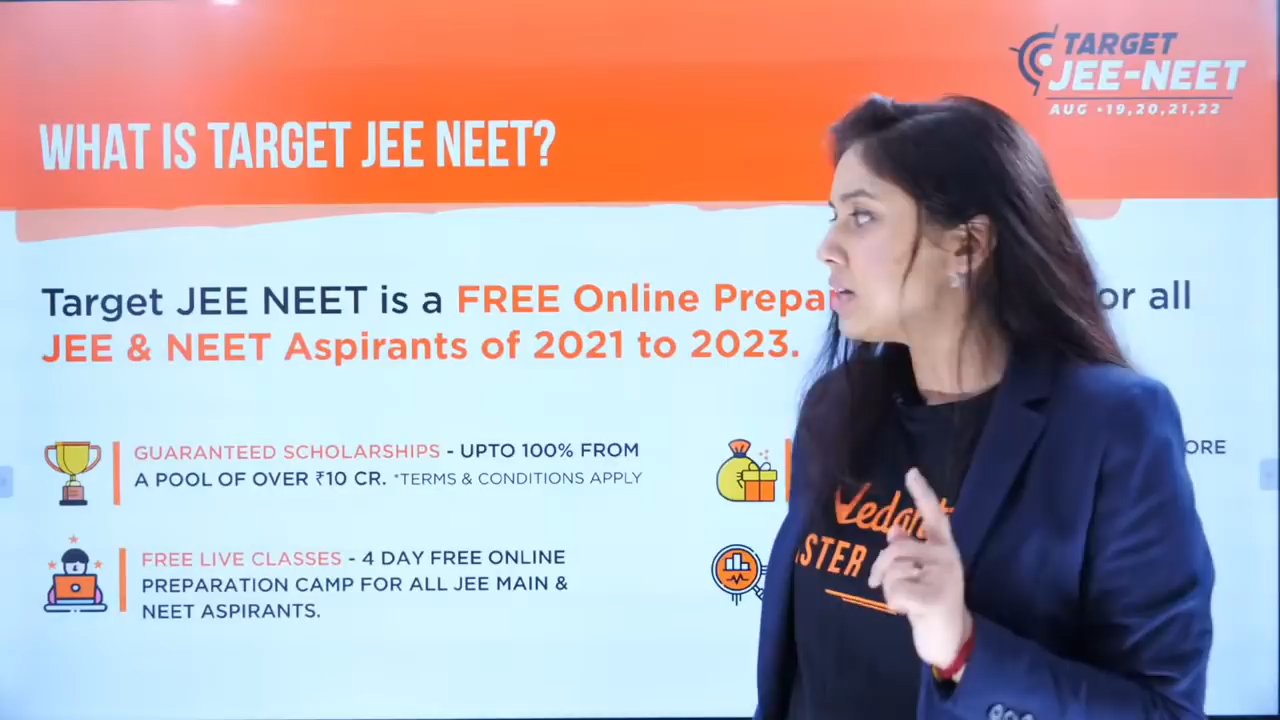 TARGET
JEE-NEET
AUG •19,20,21,22
WHAT IS TARGET JEE NEET?
Target JEE NEET is a FREE Online or all
JEE & NEET Aspirants of 2021 to 2023.
GUARANTEED SCHOLARSHIPS - UPTO 100% FROM
A POOL OF OVER ₹10 CR. *TERMS & CONDITIONS APPLY
FREE LIVE CLASSES - 4 DAY FREE ONLINE
PREPARATION CAMP FOR ALL JEE MAIN &
NEET ASPIRANTS.